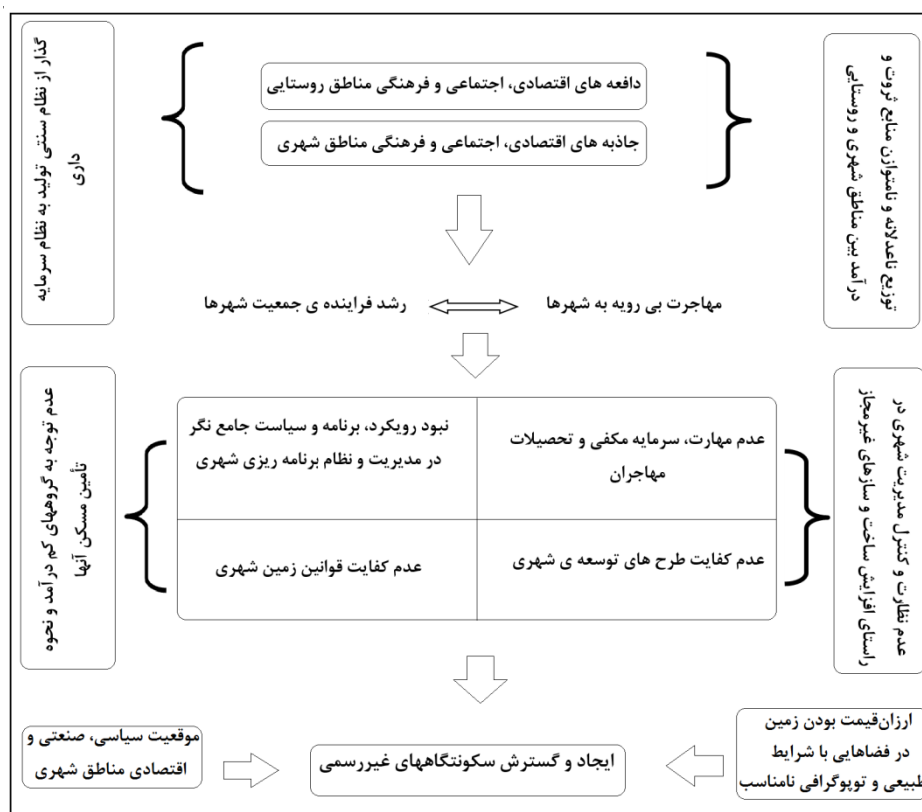 توزیع ناعدلانه و نامتوازن منابع ثروت و
درآمد بین مناطق شهری و روستایی
دافعه های اقتصادی، اجتماعی و فرهنگی مناطق روستایی
جاذبه های اقتصادی، اجتماعی و فرهنگی مناطق شهری
گذار از نظام سنتی تولید به نظام سرمایه
داری
مهاجرت بی رویه به شهرها
رشد فزاینده ی جمعیت شهرها
عدم نظارت و کنترل مدیریت شهری در
راستای افزایش ساخت و سازهای غیرمجاز
عدم مهارت، سرمایه مکفی و تحصیلات
مهاجران
نبود رویکرد، برنامه و سیاست جامع نگر
در مدیریت و نظام برنامه ریزی شهری
عدم کفایت طرح های توسعه ی شهری
عدم کفایت قوانین زمین شهری
عدم توجه به گروههای کم درآمد و نحوه
تأمین مسکن آنها
ارزان‌قیمت بودن زمین
در فضاهایی با شرایط
طبیعی و توپوگرافی نامناسب
ایجاد و گسترش سکونتگاههای غیررسمی
موقعیت سیاسی، صنعتی و
اقتصادی مناطق شهری